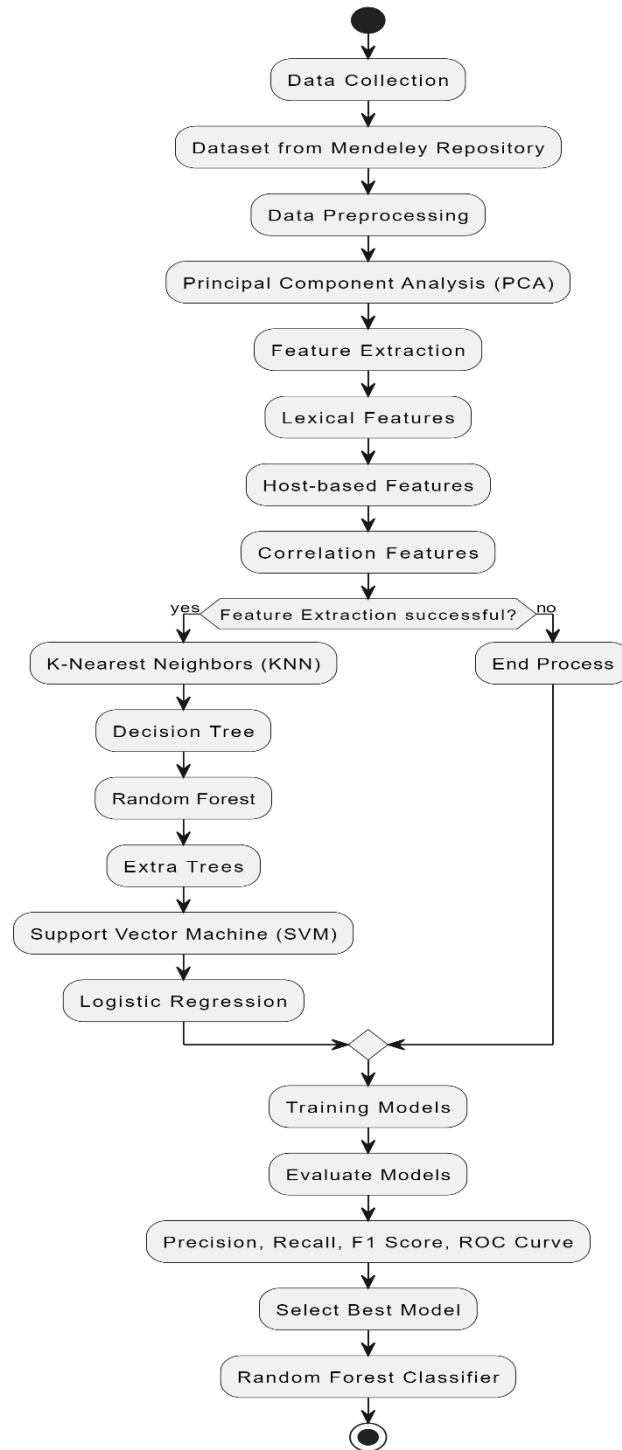 Data Collection
Dataset from Mendeley Repository
Data Preprocessing
Principal Component Analysis (PCA)
Feature Extraction
Lexical Features
Host-based Features
Correlation Features
yes
Feature Extraction successful?
no
K-Nearest Neighbors (KNN)
End Process
Decision Tree
Random Forest
Extra Trees
Support Vector Machine (SVM)
Logistic Regression
Training Models
Evaluate Models
Precision, Recall, F1 Score, ROC Curve
Select Best Model
Random Forest Classifier